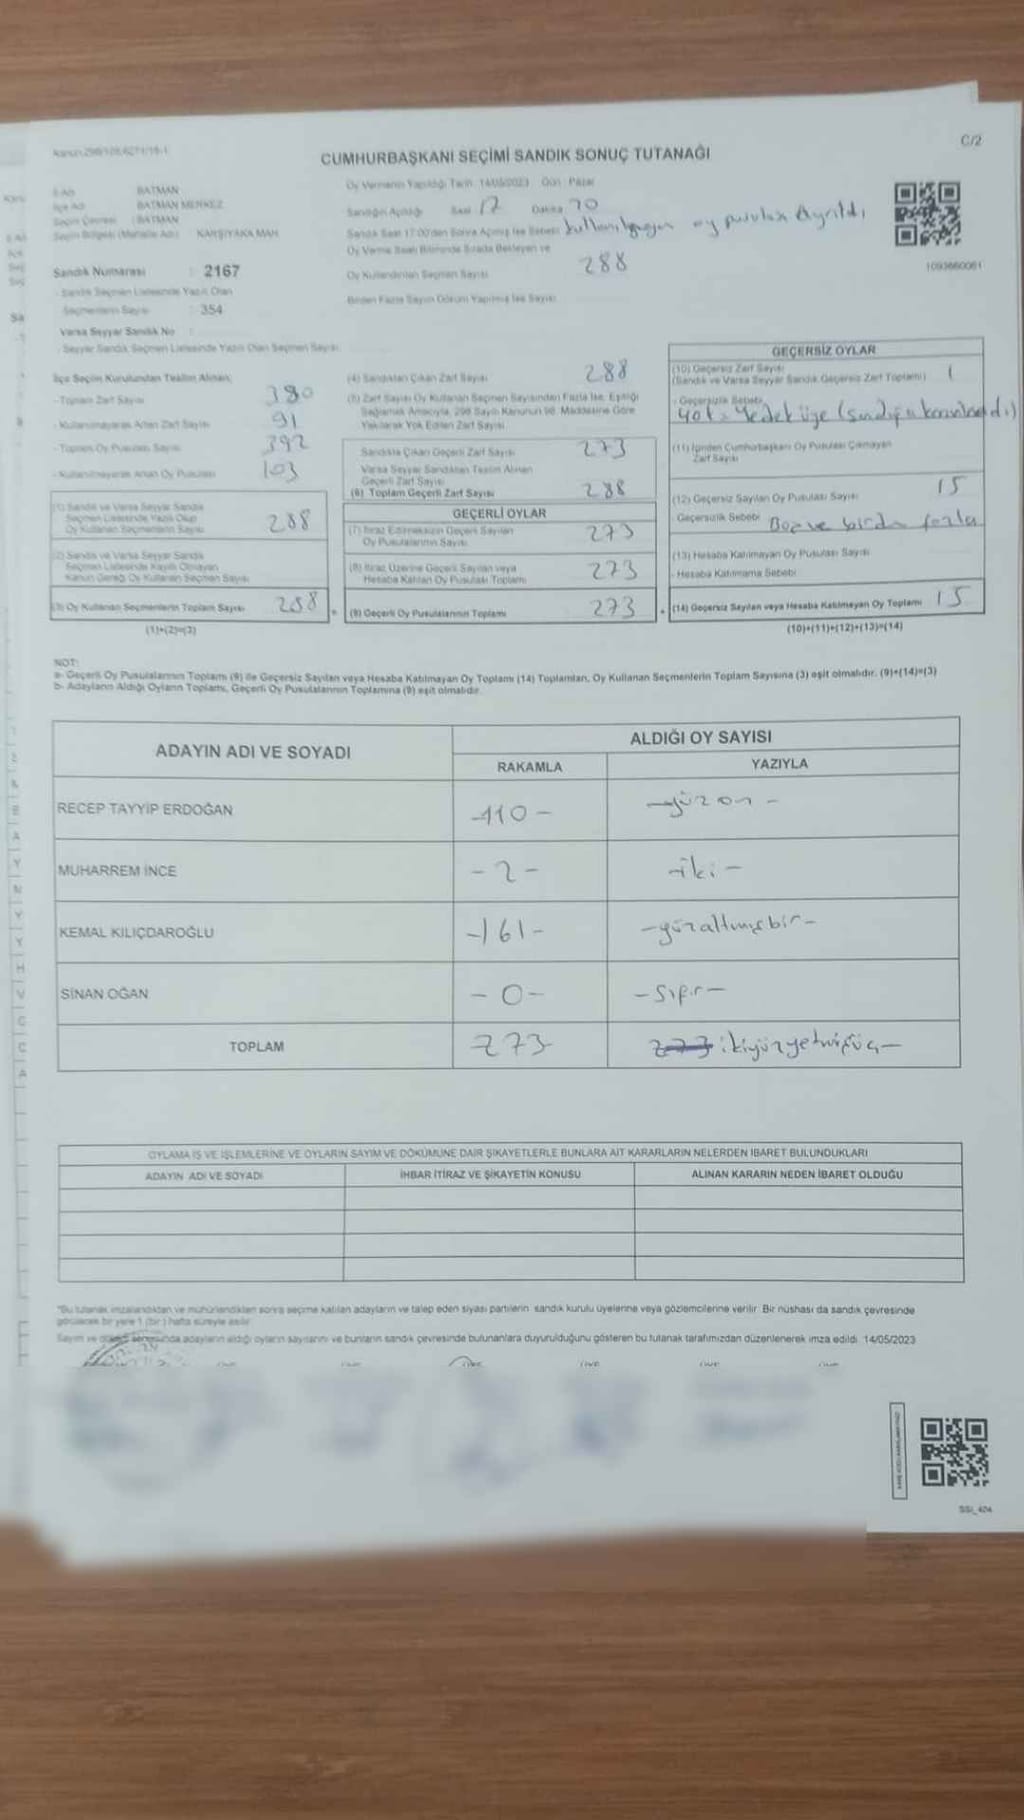 C/2
CUMHURBAŞKANI SEÇİMİ SANDIK SONUÇ TUTANAĞI
Oy Vermenin Yapıldığı Tarih 14/05/2023 Gün Pazar
İl Adı BATMAN
İlçe Adı BATMAN MERKEZ
Seçim Çevresi : BATMAN
Seçim Bölgesi (Mahalle Adı) KARŞIYAKA MAH
Sandığın Açıldığı Saat 17 Dakika
Sandık Saat 17:00'den Sonra Açılmış İse Sebebi oy pusulası Ayrıldı
Oy Verme Saati Bitiminde Sırada Bekleyen ve
Oy Kullandırılan Seçmen Sayısı 288
Birden Fazla Sayım Döküm Yapılmış İse Sayısı
1093660061
Sandık Numarası : 2167
Sandık Seçmen Listesinde Yazılı Olan
Seçmenlerin Sayısı : 354
Varsa Seyyar Sandık No :
Seyyar Sandık Seçmen Listesinde Yazılı Olan Seçmen Sayısı
İlçe Seçim Kurulundan Teslim Alınan;
-Toplam Zarf Sayısı 380
-Kullanılmayarak Artan Zarf Sayısı 91
-Toplam Oy Pusulası Sayısı 392
-Kullanılmayarak Artan Oy Pusulası 103
(1) Sandık ve Varsa Seyyar Sandık
Seçmen Listesinde Yazılı Olup
Oy Kullanan Seçmenlerin Sayısı 288
(2) Sandık ve Varsa Seyyar Sandık
Seçmen Listesinde Kayıtlı Olmayan
Kanun Gereği Oy Kullanan Seçmen Sayısı
(3) Oy Kullanan Seçmenlerin Toplam Sayısı 288
(1)+(2)=(3)
(4) Sandıktan Çıkan Zarf Sayısı 288
(5) Zarf Sayısı Oy Kullanan Seçmen Sayısından Fazla İse, Eşitliği
Sağlamak Amacıyla, 298 Sayılı Kanunun 98. Maddesine Göre
Yakılarak Yok Edilen Zarf Sayısı
Sandıkta Çıkan Geçerli Zarf Sayısı 273
Varsa Seyyar Sandıktan Teslim Alınan
Geçerli Zarf Sayısı
(6) Toplam Geçerli Zarf Sayısı 288
GEÇERLİ OYLAR
(7) İtiraz Edilmeksizin Geçerli Sayılan
Oy Pusulalarının Sayısı 273
(8) İtiraz Üzerine Geçerli Sayılan veya
Hesaba Katılan Oy Pusulası Toplamı 273
(9) Geçerli Oy Pusulalarının Toplamı 273
GEÇERSİZ OYLAR
(10) Geçersiz Zarf Sayısı
(Sandık ve Varsa Seyyar Sandık Geçersiz Zarf Toplamı) 1
- Geçersizlik Sebebi
Yedek üye
(11) İçinden Cumhurbaşkanı Oy Pusulası Çıkmayan
Zarf Sayısı
(12) Geçersiz Sayılan Oy Pusulası Sayısı 15
Geçersizlik Sebebi Boş ve birden fazla
(13) Hesaba Katılmayan Oy Pusulası Sayısı
- Hesaba Katılmama Sebebi
(14) Geçersiz Sayılan veya Hesaba Katılmayan Oy Toplamı 15
(10)+(11)+(12)+(13)=(14)
NOT:
a- Geçerli Oy Pusulalarının Toplamı (9) ile Geçersiz Sayılan veya Hesaba Katılmayan Oy Toplamı (14) Toplamları, Oy Kullanan Seçmenlerin Toplam Sayısına (3) eşit olmalıdır. (9)+(14)=(3)
b- Adayların Aldığı Oyların Toplamı, Geçerli Oy Pusulalarının Toplamına (9) eşit olmalıdır.
ADAYIN ADI VE SOYADI
ALDIĞI OY SAYISI
RAKAMLA YAZIYLA
RECEP TAYYİP ERDOĞAN -110- -yüzon-
MUHARREM İNCE -2- -iki-
KEMAL KILIÇDAROĞLU -161- -yüzaltmışbir-
SİNAN OĞAN -0- -sıfır-
TOPLAM 273 273 ikiyüzyetmişüç-
OYLAMA İŞ VE İŞLEMLERİNE VE OYLARIN SAYIM VE DÖKÜMÜNE DAİR ŞİKAYETLERLE BUNLARA AİT KARARLARIN NELERDEN İBARET BULUNDUKLARI
ADAYIN ADI VE SOYADI İHBAR İTİRAZ VE ŞİKAYETİN KONUSU ALINAN KARARIN NEDEN İBARET OLDUĞU
*Bu tutanak imzalandıktan ve mühürlendikten sonra seçime katılan adayların ve talep eden siyasi partilerin sandık kurulu üyelerine veya gözlemcilerine verilir. Bir nüshası da sandık çevresinde
görülecek bir yere 1 (bir) hafta süreyle asılır.
Sayım ve döküm sonucunda adayların aldığı oyların sayılarını ve bunların sandık çevresinde bulunanlara duyurulduğunu gösteren bu tutanak tarafımızdan düzenlenerek imza edildi. 14/05/2023